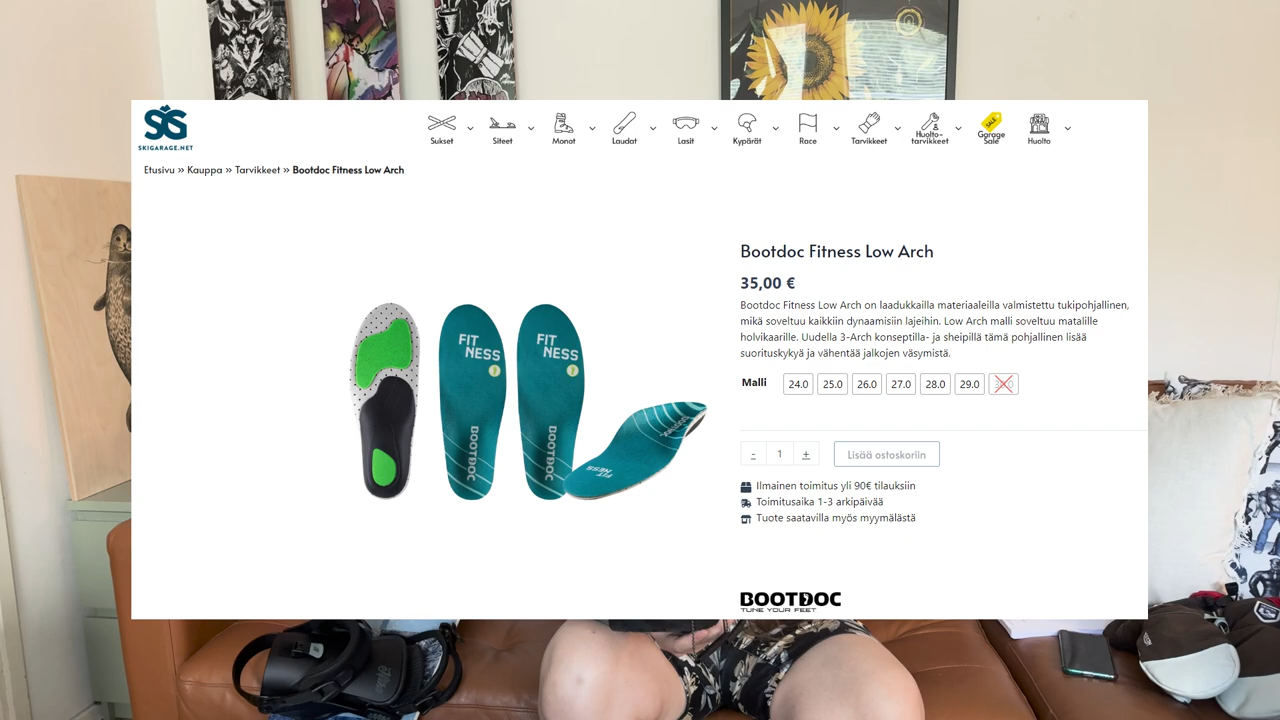 SG
SKIGARAGE.NET
Sukset
Siteet
Monot
Laudat
Lasit
Kypärät
Race
Tarvikkeet
Huolto-
tarvikkeet
SALE
Garage
Sale
Huolto
Etusivu » Kauppa » Tarvikkeet » Bootdoc Fitness Low Arch
Bootdoc Fitness Low Arch
35,00 €
Bootdoc Fitness Low Arch on laadukkailla materiaaleilla valmistettu tukipohjallinen,
mikä soveltuu kaikkiin dynaamisiin lajeihin. Low Arch malli soveltuu matalille
holvikaarille. Uudella 3-Arch konseptilla- ja sheipillä tämä pohjallinen lisää
suorituskykyä ja vähentää jalkojen väsymistä.
Malli 24.0 25.0 26.0 27.0 28.0 29.0
FIT
NESS
BOOTDOC
FIT
NESS
BOOTDOC
FIT
NESS
BOOTDOC
- 1 + Lisää ostoskoriin
Ilmainen toimitus yli 90€ tilauksiin
Toimitusaika 1-3 arkipäivää
Tuote saatavilla myös myymälästä
BOOTDOC
TUNE YOUR FEET